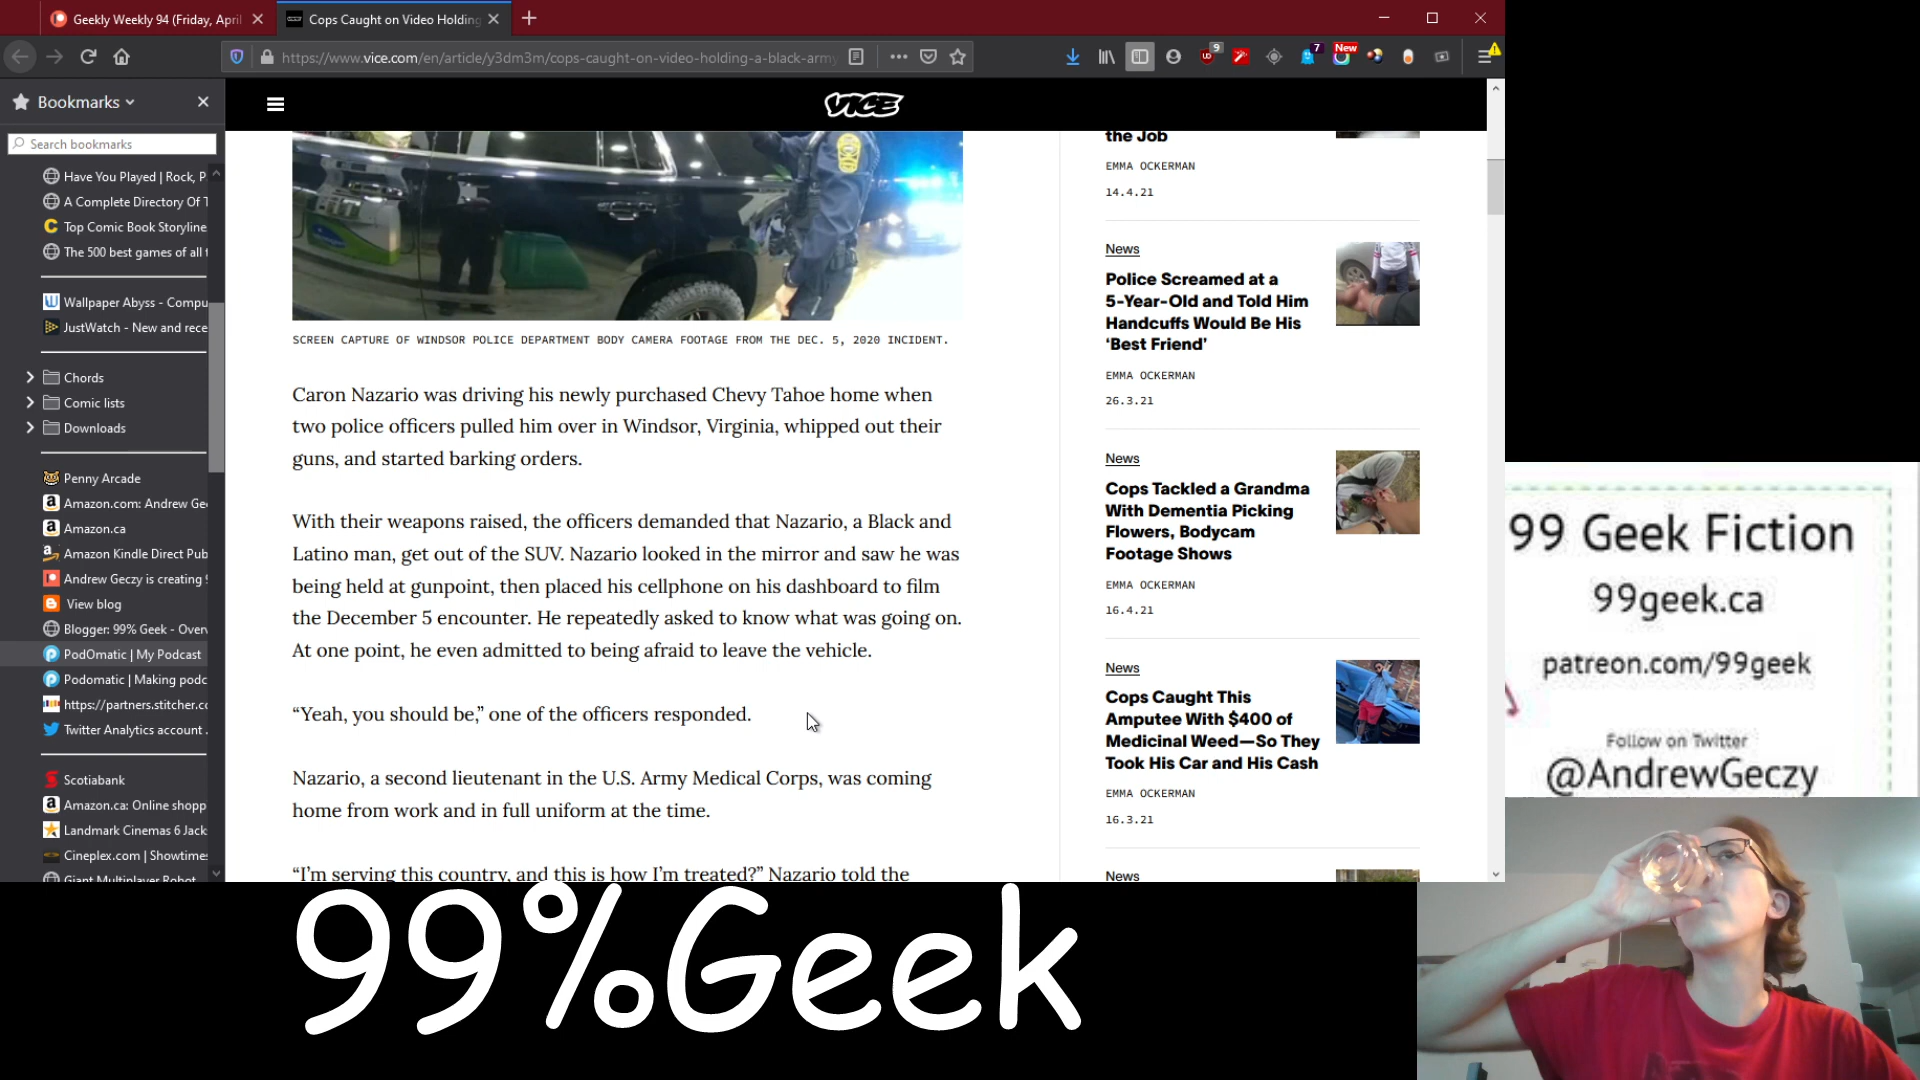 Geekly Weekly 94 (Friday, April
Cops Caught on Video Holding
https://www.vice.com/en/article/y3dm3m/cops-caught-on-video-holding-a-black-army
9
7
New
Bookmarks
Search bookmarks
Have You Played | Rock, P
A Complete Directory Of T
Top Comic Book Storyline
The 500 best games of all t
Wallpaper Abyss - Compu
JustWatch - New and rece
Chords
Comic lists
Downloads
Penny Arcade
Amazon.com: Andrew Ge
Amazon.ca
Amazon Kindle Direct Pub
Andrew Geczy is creating
View blog
Blogger: 99% Geek - Over
PodOmatic | My Podcast
Podomatic | Making podc
https://partners.stitcher.c
Twitter Analytics account
Scotiabank
Amazon.ca: Online shopp
Landmark Cinemas 6 Jack
Cineplex.com | Showtime
Giant Multiplayer Robot
VICE
SCREEN CAPTURE OF WINDSOR POLICE DEPARTMENT BODY CAMERA FOOTAGE FROM THE DEC. 5, 2020 INCIDENT.
Caron Nazario was driving his newly purchased Chevy Tahoe home when
two police officers pulled him over in Windsor, Virginia, whipped out their
guns, and started barking orders.
With their weapons raised, the officers demanded that Nazario, a Black and
Latino man, get out of the SUV. Nazario looked in the mirror and saw he was
being held at gunpoint, then placed his cellphone on his dashboard to film
the December 5 encounter. He repeatedly asked to know what was going on.
At one point, he even admitted to being afraid to leave the vehicle.
“Yeah, you should be,” one of the officers responded.
Nazario, a second lieutenant in the U.S. Army Medical Corps, was coming
home from work and in full uniform at the time.
“I’m serving this country, and this is how I’m treated?” Nazario told the
the Job
EMMA OCKERMAN
14.4.21
News
Police Screamed at a
5-Year-Old and Told Him
Handcuffs Would Be His
‘Best Friend’
EMMA OCKERMAN
26.3.21
News
Cops Tackled a Grandma
With Dementia Picking
Flowers, Bodycam
Footage Shows
EMMA OCKERMAN
16.4.21
News
Cops Caught This
Amputee With $400 of
Medicinal Weed—So They
Took His Car and His Cash
EMMA OCKERMAN
16.3.21
News
99 Geek Fiction
99geek.ca
patreon.com/99geek
Follow on Twitter
@AndrewGeczy
99%Geek